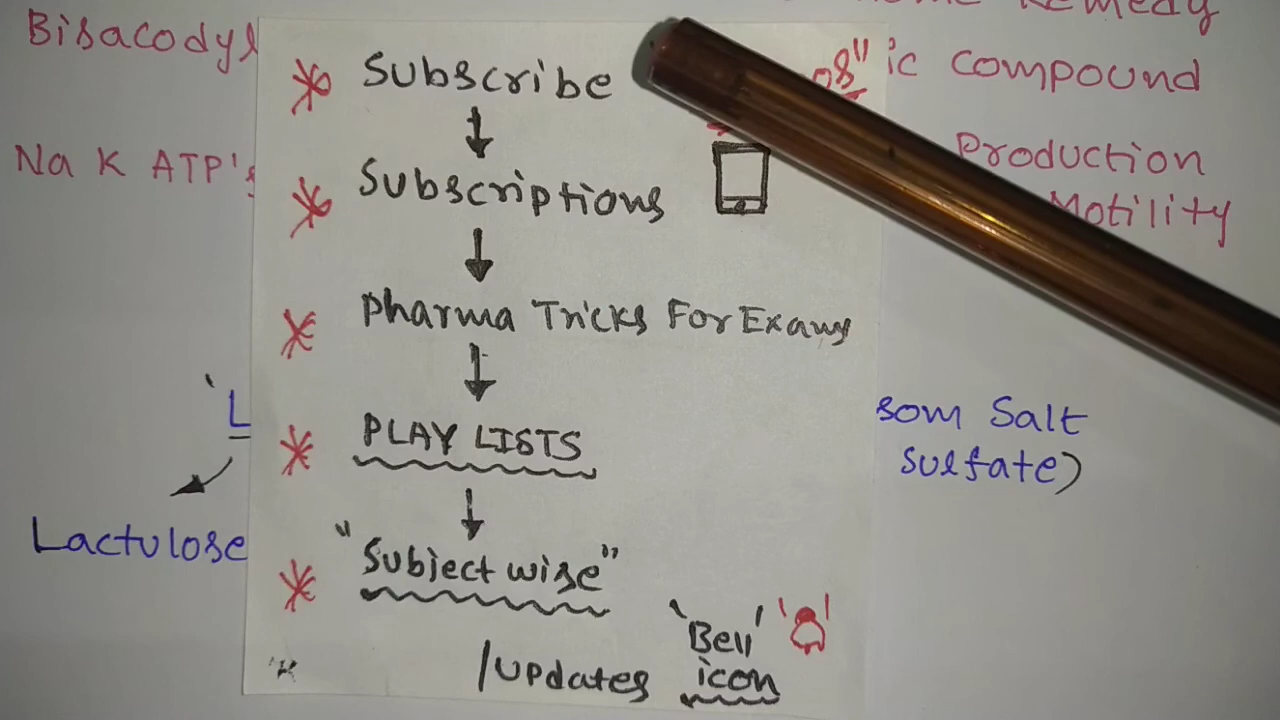 Remedy
Bisacodyl
Subscribe
ic compound
Na K ATP's
Production
Subscriptions
Motility
Pharma Tricks For Exams
L
PLAY LISTS
som Salt
sulfate)
Lactulose
"Subject wise"
'Bell'
/Updates icon